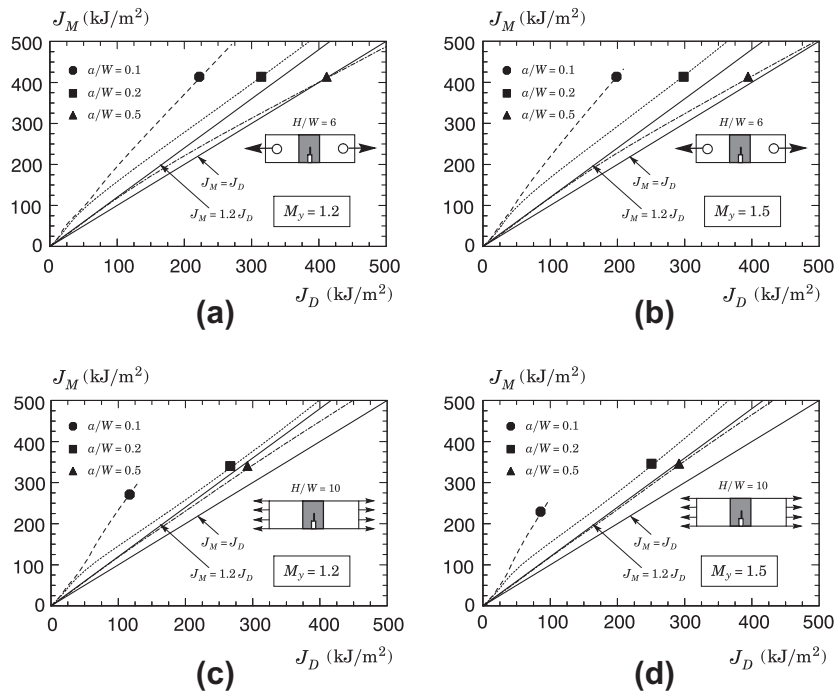 J_M (kJ/m²)
500
400
300
200
100
0
a/W = 0.1
a/W = 0.2
a/W = 0.5
H/W = 6
J_M = J_D
J_M = 1.2 J_D
M_y = 1.2
0 100 200 300 400 500
J_D (kJ/m²)
(a)
J_M (kJ/m²)
500
400
300
200
100
0
a/W = 0.1
a/W = 0.2
a/W = 0.5
H/W = 6
J_M = J_D
J_M = 1.2 J_D
M_y = 1.5
0 100 200 300 400 500
J_D (kJ/m²)
(b)
J_M (kJ/m²)
500
400
300
200
100
0
a/W = 0.1
a/W = 0.2
a/W = 0.5
H/W = 10
J_M = J_D
J_M = 1.2 J_D
M_y = 1.2
0 100 200 300 400 500
J_D (kJ/m²)
(c)
J_M (kJ/m²)
500
400
300
200
100
0
a/W = 0.1
a/W = 0.2
a/W = 0.5
H/W = 10
J_M = J_D
J_M = 1.2 J_D
M_y = 1.5
0 100 200 300 400 500
J_D (kJ/m²)
(d)